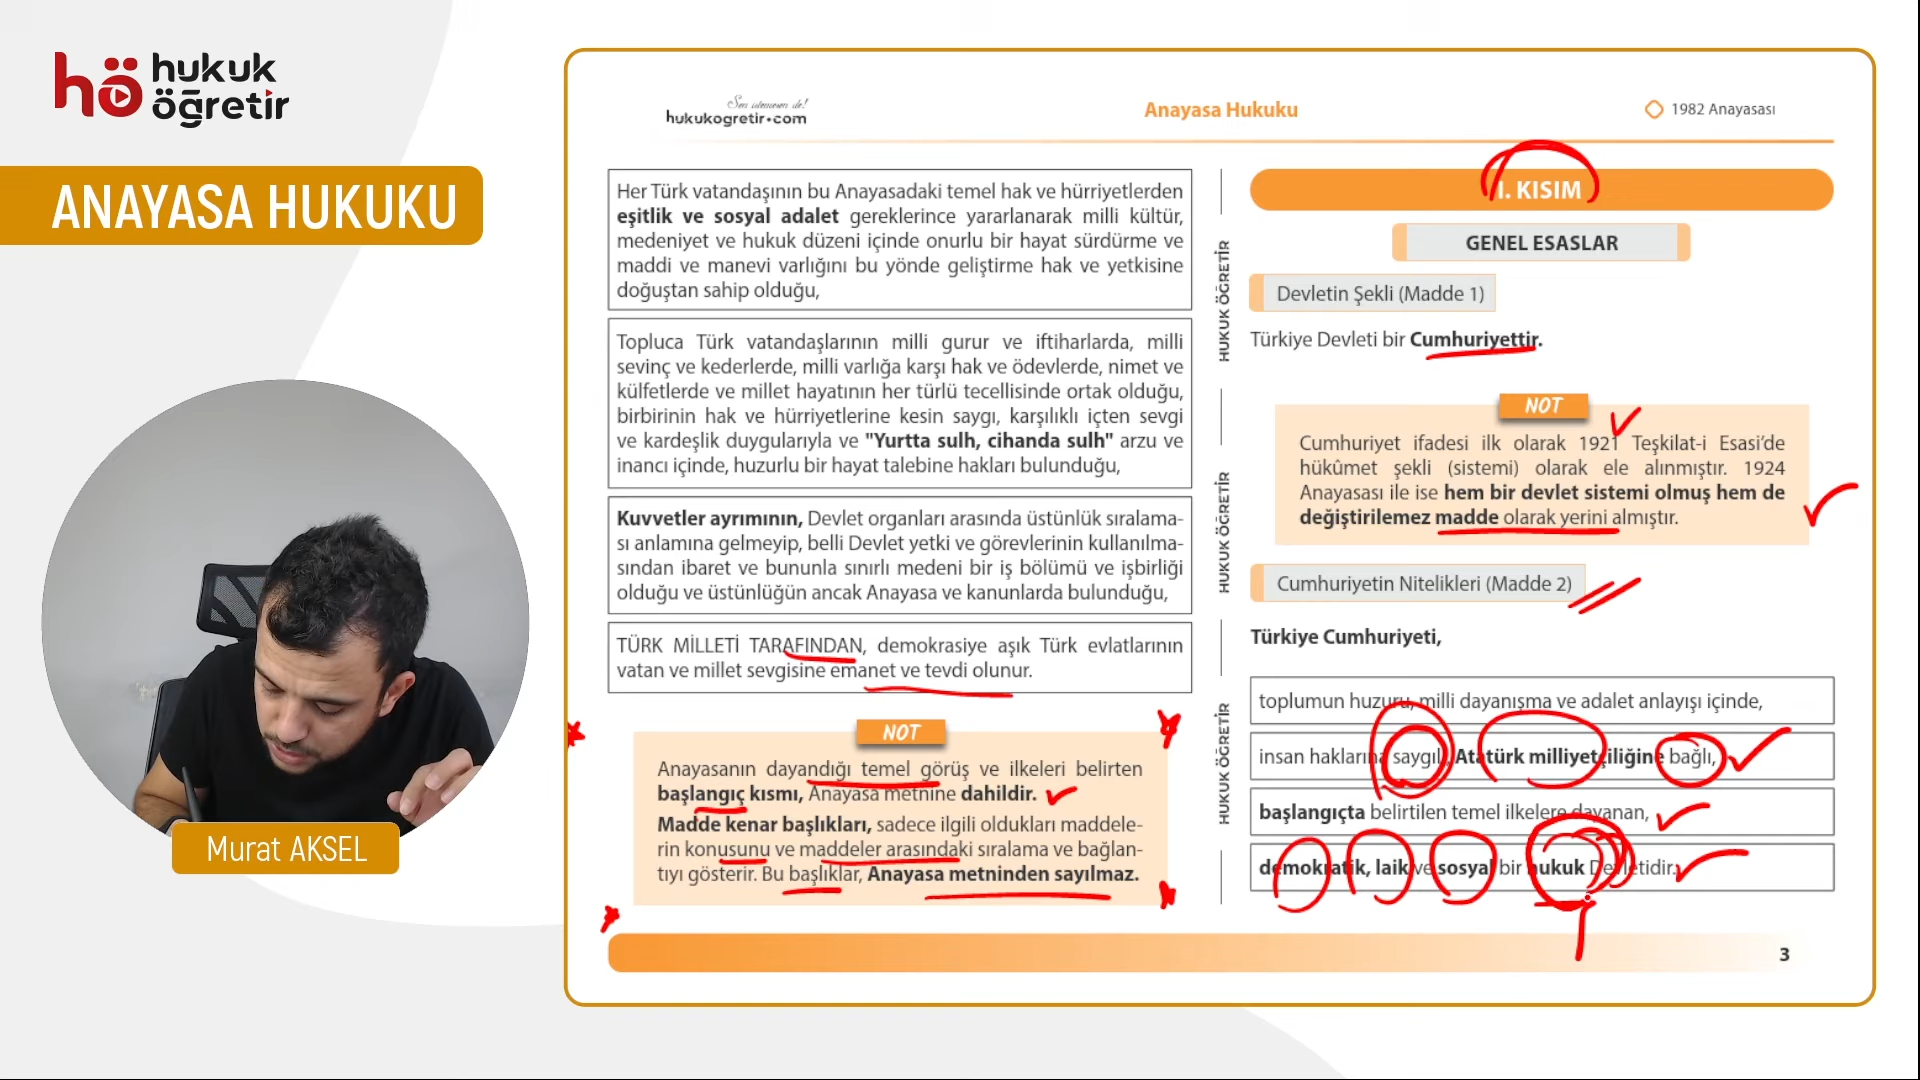 hö hukuk
öğretir
ANAYASA HUKUKU
Murat AKSEL
Sen istemesen de!
hukukogretir•com
Anayasa Hukuku
1982 Anayasası
Her Türk vatandaşının bu Anayasadaki temel hak ve hürriyetlerden
eşitlik ve sosyal adalet gereklerince yararlanarak milli kültür,
medeniyet ve hukuk düzeni içinde onurlu bir hayat sürdürme ve
maddi ve manevi varlığını bu yönde geliştirme hak ve yetkisine
doğuştan sahip olduğu,
Topluca Türk vatandaşlarının milli gurur ve iftiharlarda, milli
sevinç ve kederlerde, milli varlığa karşı hak ve ödevlerde, nimet ve
külfetlerde ve millet hayatının her türlü tecellisinde ortak olduğu,
birbirinin hak ve hürriyetlerine kesin saygı, karşılıklı içten sevgi
ve kardeşlik duygularıyla ve "Yurtta sulh, cihanda sulh" arzu ve
inancı içinde, huzurlu bir hayat talebine hakları bulunduğu,
Kuvvetler ayrımının, Devlet organları arasında üstünlük sıralama-
sı anlamına gelmeyip, belli Devlet yetki ve görevlerinin kullanılma-
sından ibaret ve bununla sınırlı medeni bir iş bölümü ve işbirliği
olduğu ve üstünlüğün ancak Anayasa ve kanunlarda bulunduğu,
TÜRK MİLLETİ TARAFINDAN, demokrasiye aşık Türk evlatlarının
vatan ve millet sevgisine emanet ve tevdi olunur.
NOT
Anayasanın dayandığı temel görüş ve ilkeleri belirten
başlangıç kısmı, Anayasa metnine dahildir.
Madde kenar başlıkları, sadece ilgili oldukları maddele-
rin konusunu ve maddeler arasındaki sıralama ve bağlan-
tıyı gösterir. Bu başlıklar, Anayasa metninden sayılmaz.
HUKUK ÖĞRETİR
HUKUK ÖĞRETİR
HUKUK ÖĞRETİR
I. KISIM
GENEL ESASLAR
Devletin Şekli (Madde 1)
Türkiye Devleti bir Cumhuriyettir.
NOT
Cumhuriyet ifadesi ilk olarak 1921 Teşkilat-i Esasi'de
hükûmet şekli (sistemi) olarak ele alınmıştır. 1924
Anayasası ile ise hem bir devlet sistemi olmuş hem de
değiştirilemez madde olarak yerini almıştır.
Cumhuriyetin Nitelikleri (Madde 2)
Türkiye Cumhuriyeti,
toplumun huzuru, milli dayanışma ve adalet anlayışı içinde,
insan haklarına saygılı, Atatürk milliyetçiliğine bağlı,
başlangıçta belirtilen temel ilkelere dayanan,
demokratik, laik ve sosyal bir hukuk Devletidir.
3